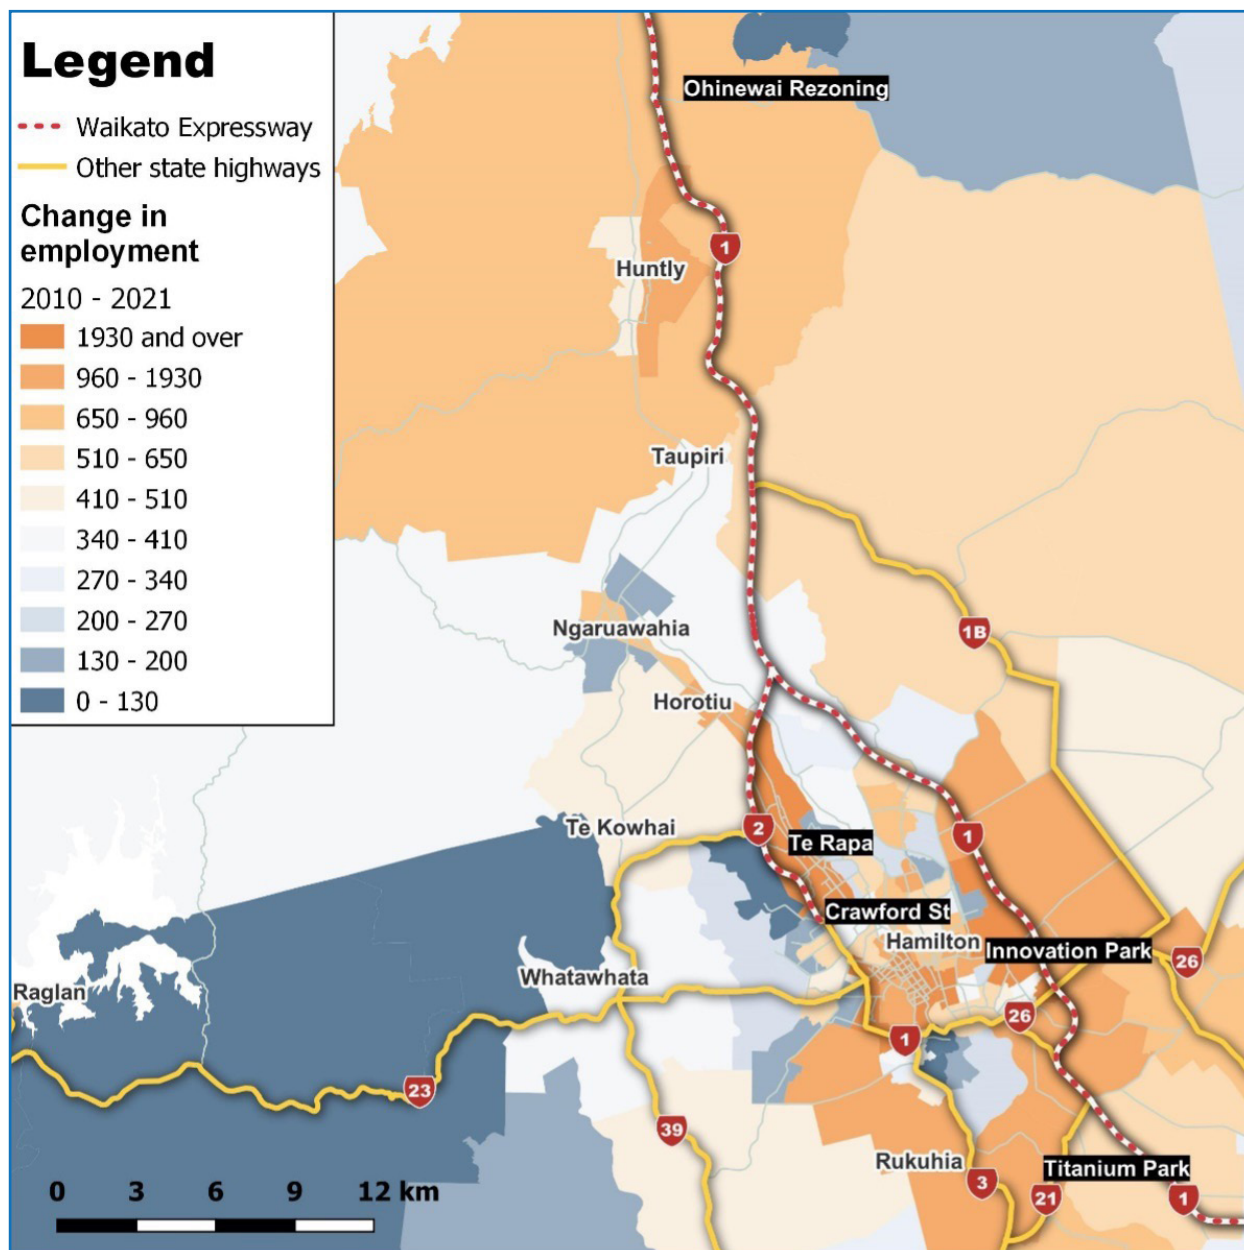 Legend
Waikato Expressway
Other state highways
Change in
employment
2010 - 2021
1930 and over
960 - 1930
650 - 960
510 - 650
410 - 510
340 - 410
270 - 340
200 - 270
130 - 200
0 - 130
Ohinewai Rezoning
1
Huntly
Taupiri
Ngaruawahia
1B
Horotiu
Te Kowhai
2
Te Rapa
1
Crawford St
Hamilton
Innovation Park
26
Whatawhata
Raglan
26
1
23
39
Rukuhia
Titanium Park
3
21
1
0 3 6 9 12 km